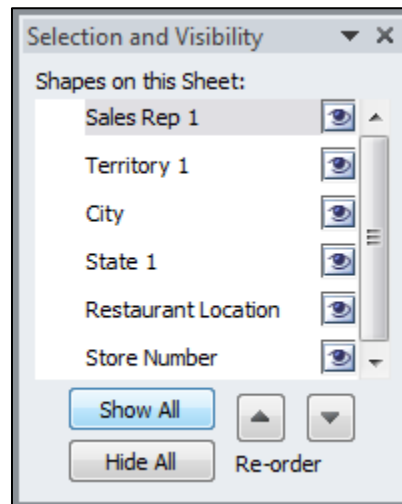 Selection and Visibility
Shapes on this Sheet:
Sales Rep 1
Territory 1
City
State 1
Restaurant Location
Store Number
Show All
Hide All
Re-order